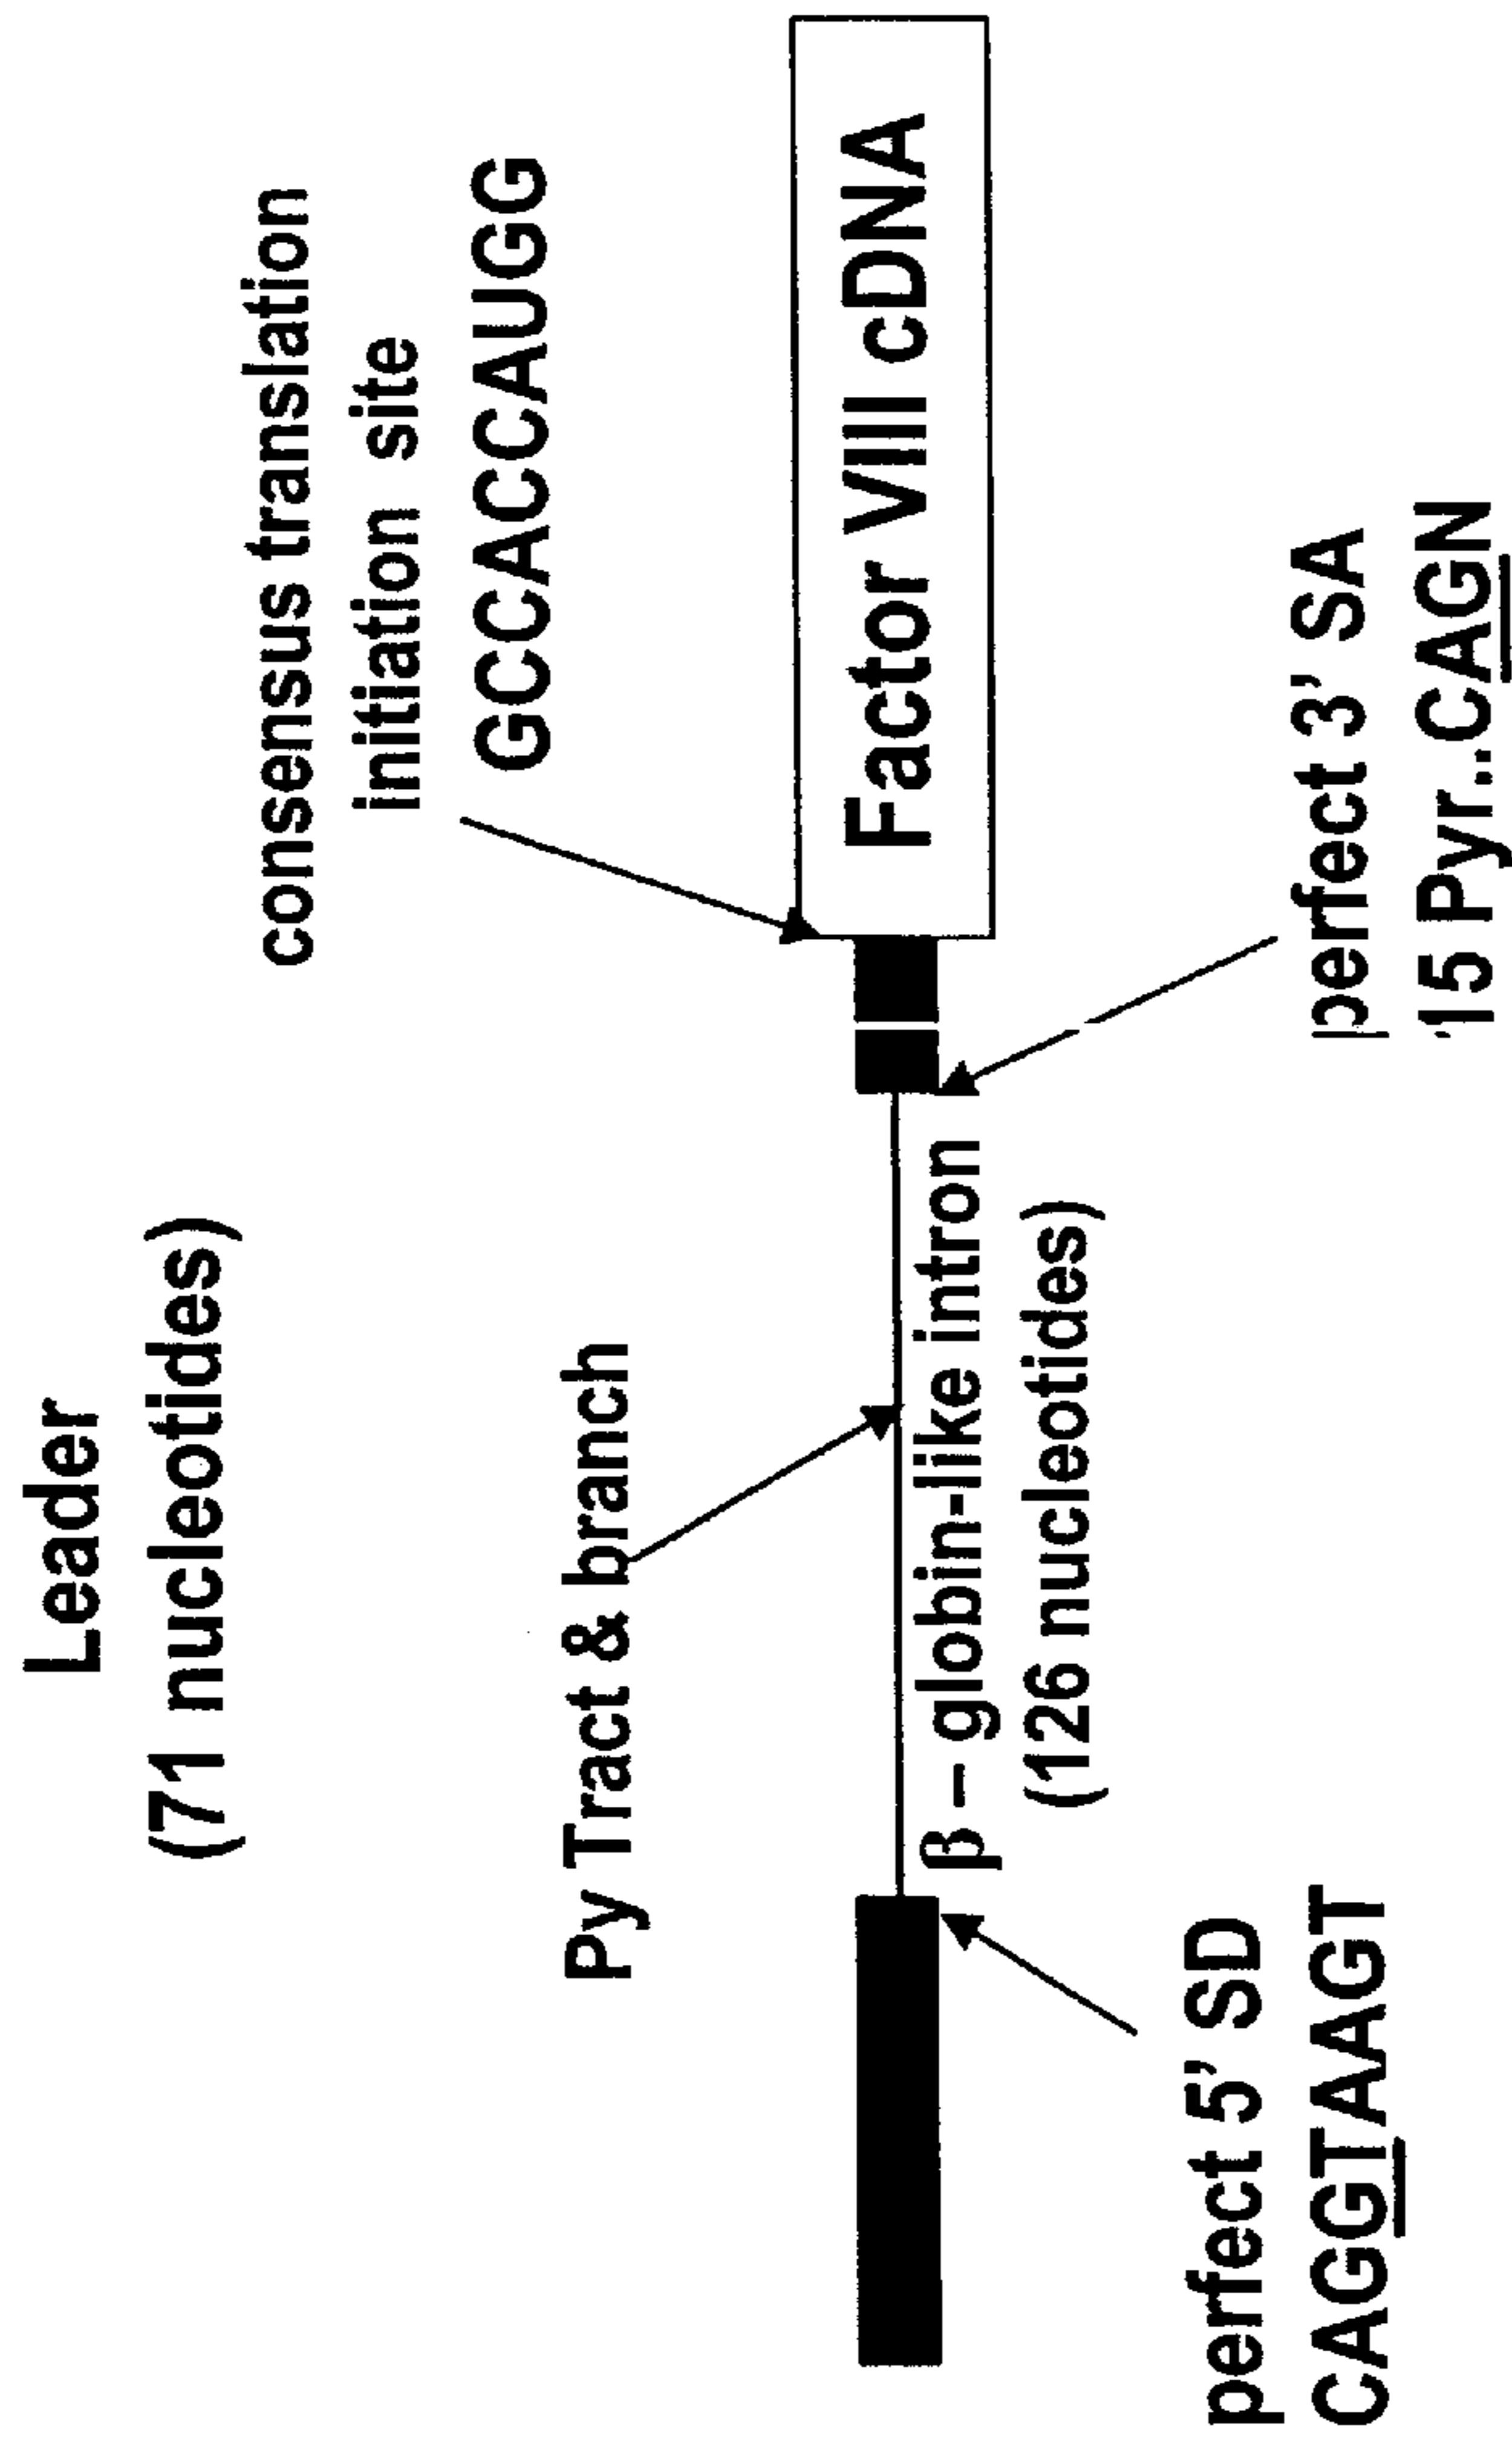 Leader
(71 nucleotides)
consensus translation
initiation site
GCCACCAUGG
Py Tract & branch
Factor VIII cDNA
β – globin-like intron
(126 nucleotides)
perfect 5' SD
CAGGTAAGT
perfect 3' SA
15 Pyr..CAGN